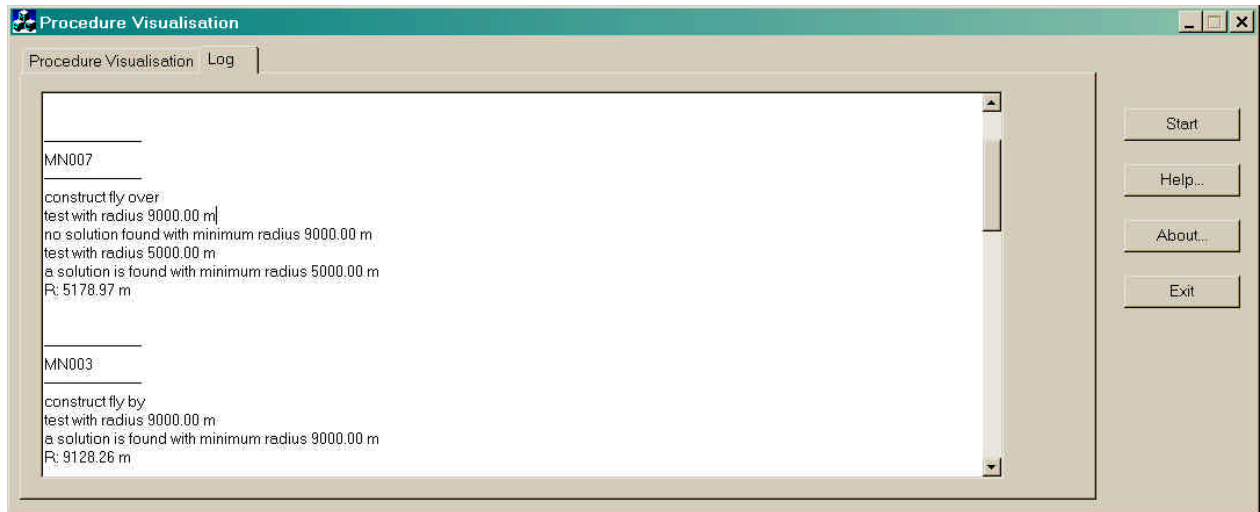 Procedure Visualisation
Procedure Visualisation Log
MN007
construct fly over
test with radius 9000.00 m
no solution found with minimum radius 9000.00 m
test with radius 5000.00 m
a solution is found with minimum radius 5000.00 m
R: 5178.97 m
MN003
construct fly by
test with radius 9000.00 m
a solution is found with minimum radius 9000.00 m
R: 9128.26 m
Start
Help...
About...
Exit